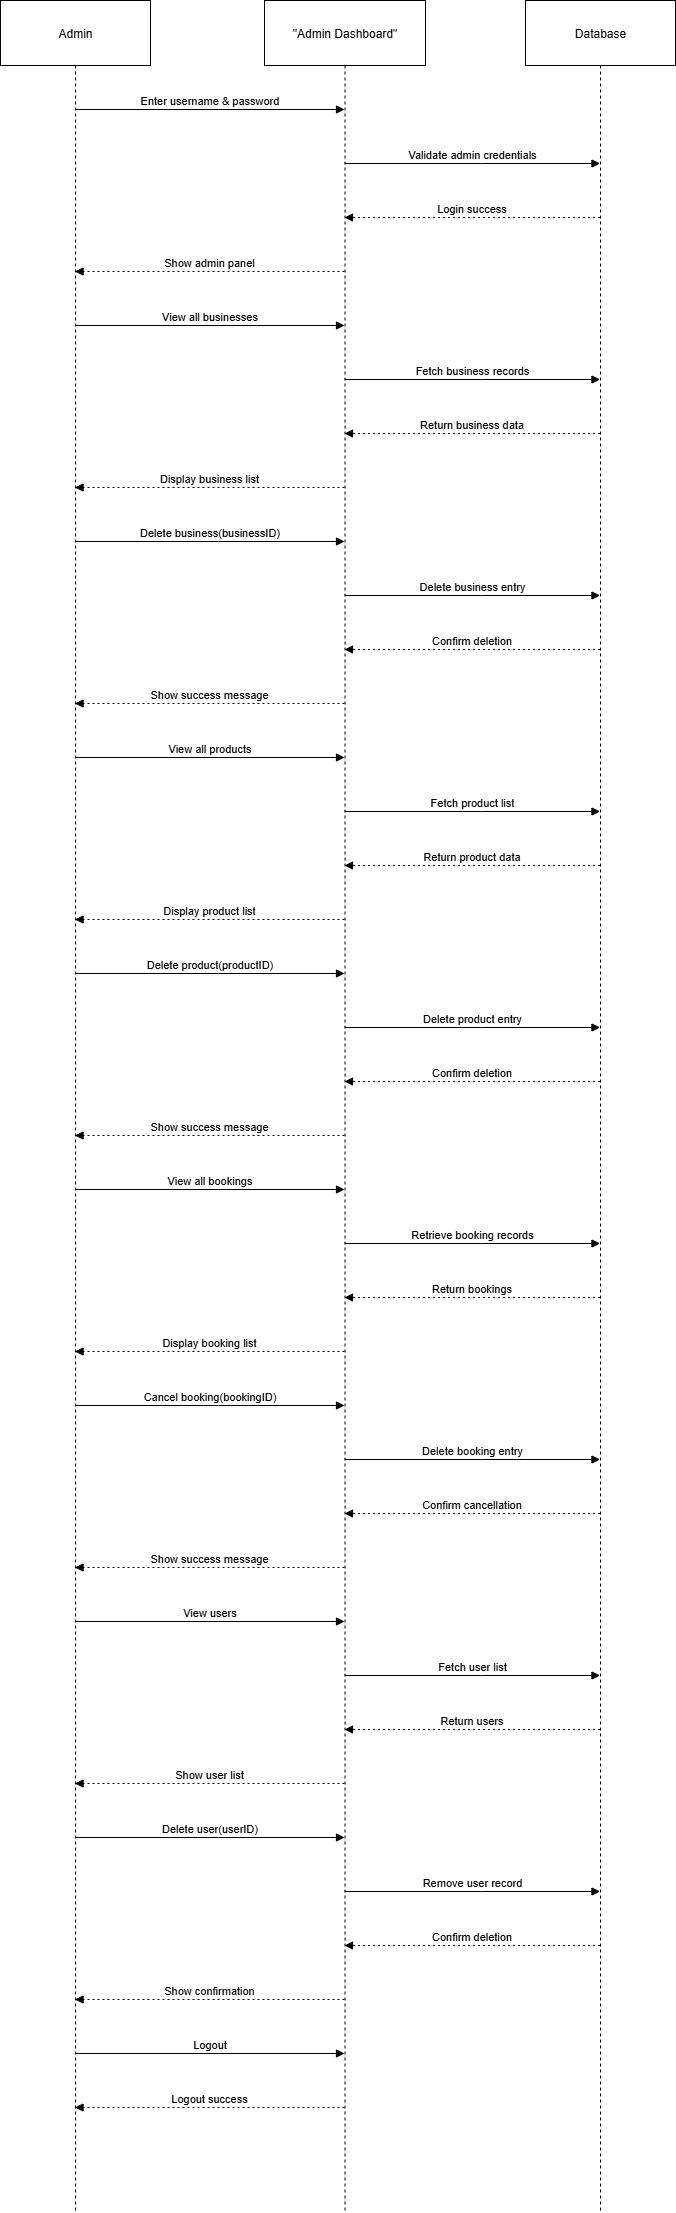 Admin
"Admin Dashboard"
Database
Enter username & password
Validate admin credentials
Login success
Show admin panel
View all businesses
Fetch business records
Return business data
Display business list
Delete business(businessID)
Delete business entry
Confirm deletion
Show success message
View all products
Fetch product list
Return product data
Display product list
Delete product(productID)
Delete product entry
Confirm deletion
Show success message
View all bookings
Retrieve booking records
Return bookings
Display booking list
Cancel booking(bookingID)
Delete booking entry
Confirm cancellation
Show success message
View users
Fetch user list
Return users
Show user list
Delete user(userID)
Remove user record
Confirm deletion
Show confirmation
Logout
Logout success